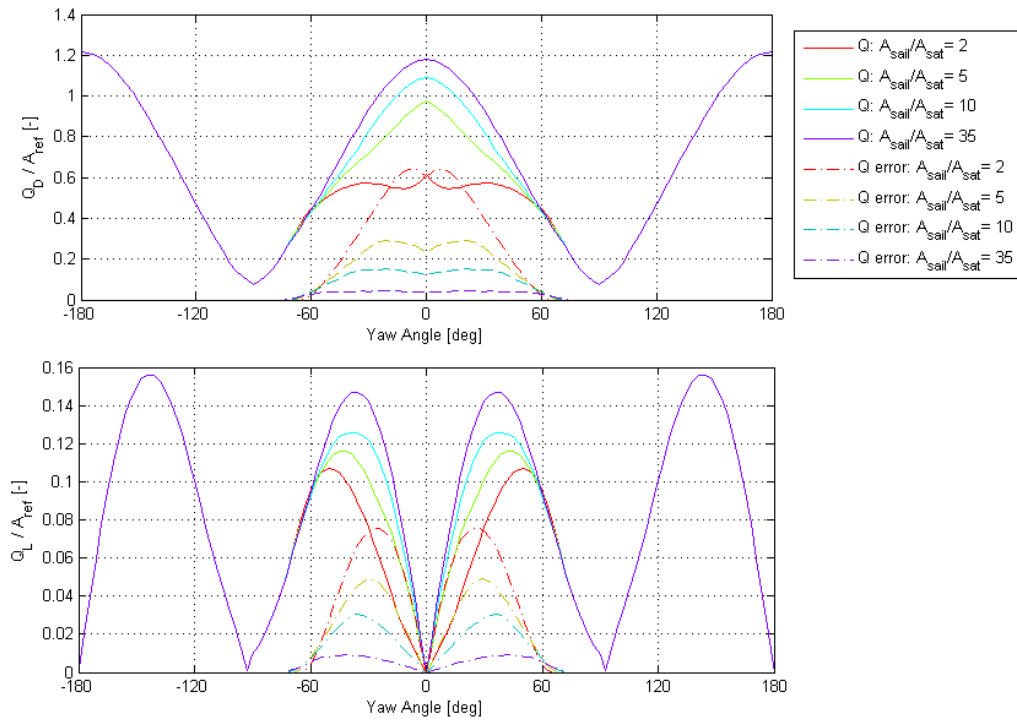 1.4
1.2
1
0.8
0.6
0.4
0.2
0
Q_D / A_ref [-]
-180 -120 -60 0 60 120 180
Yaw Angle [deg]
Q: A_sail/A_sat= 2
Q: A_sail/A_sat= 5
Q: A_sail/A_sat= 10
Q: A_sail/A_sat= 35
Q error: A_sail/A_sat= 2
Q error: A_sail/A_sat= 5
Q error: A_sail/A_sat= 10
Q error: A_sail/A_sat= 35
0.16
0.14
0.12
0.1
0.08
0.06
0.04
0.02
0
Q_L / A_ref [-]
-180 -120 -60 0 60 120 180
Yaw Angle [deg]